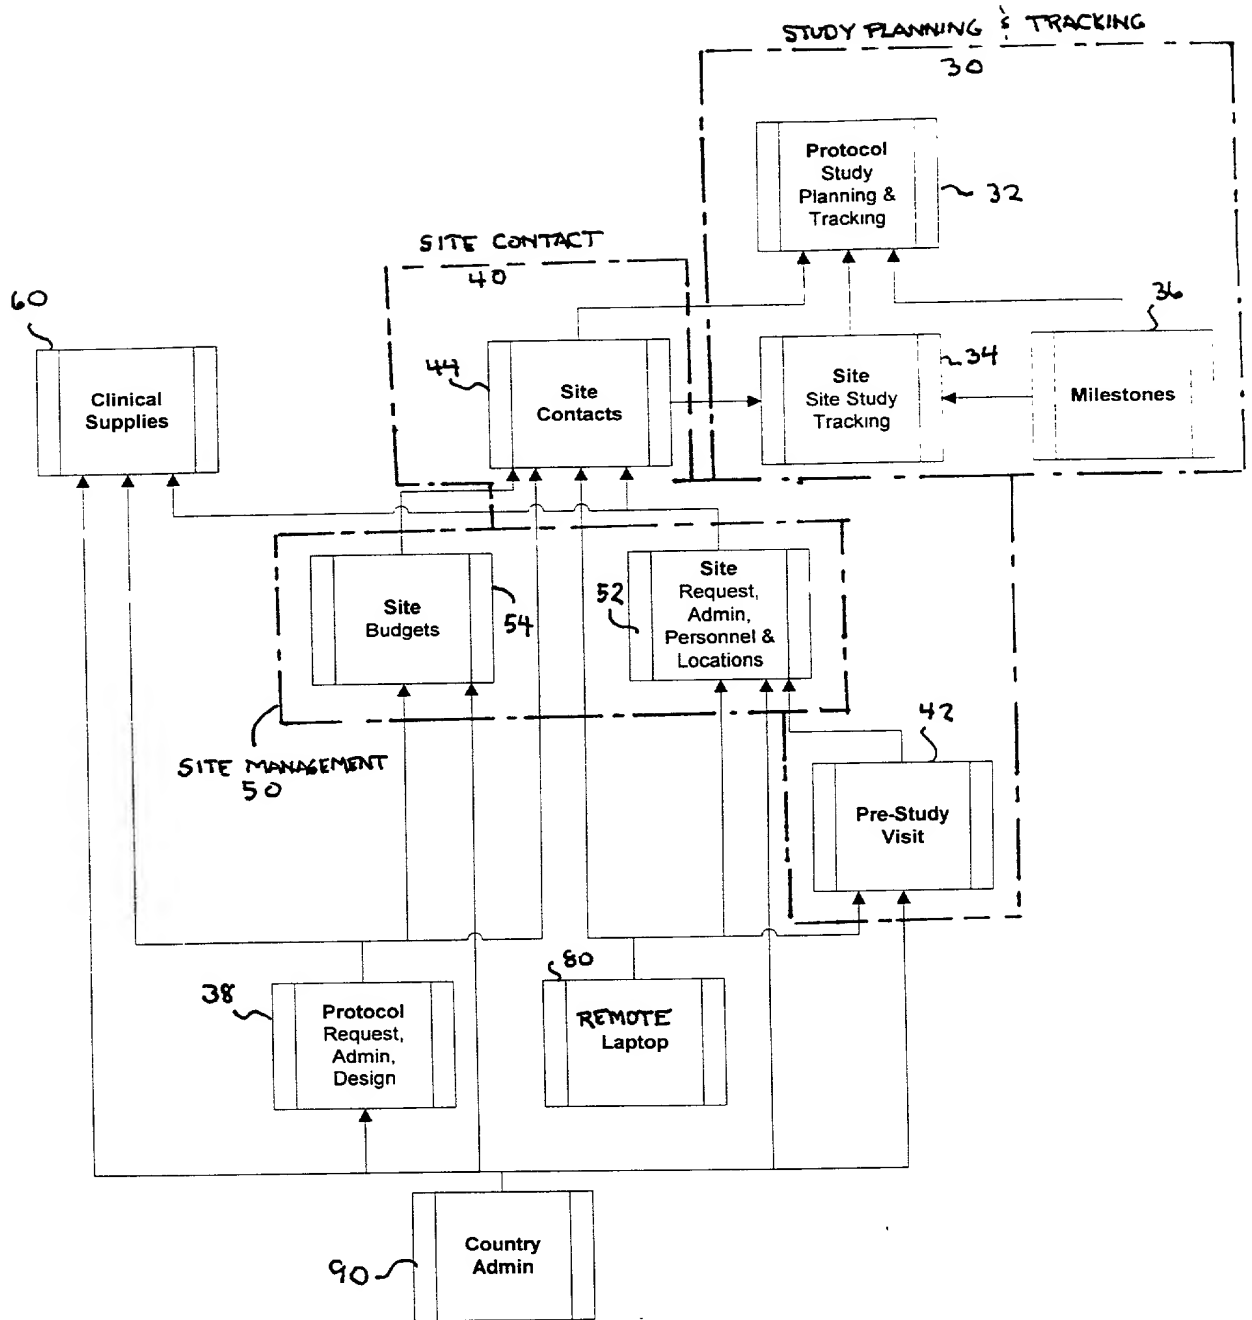 STUDY PLANNING & TRACKING
30
Protocol
Study
Planning &
Tracking
32
SITE CONTACT
40
60
36
44
34
Clinical
Supplies
Site
Contacts
Site
Site Study
Tracking
Milestones
Site
Budgets
54
52
Site
Request,
Admin,
Personnel &
Locations
SITE MANAGEMENT
50
42
Pre-Study
Visit
38
Protocol
Request,
Admin,
Design
80
REMOTE
Laptop
90
Country
Admin